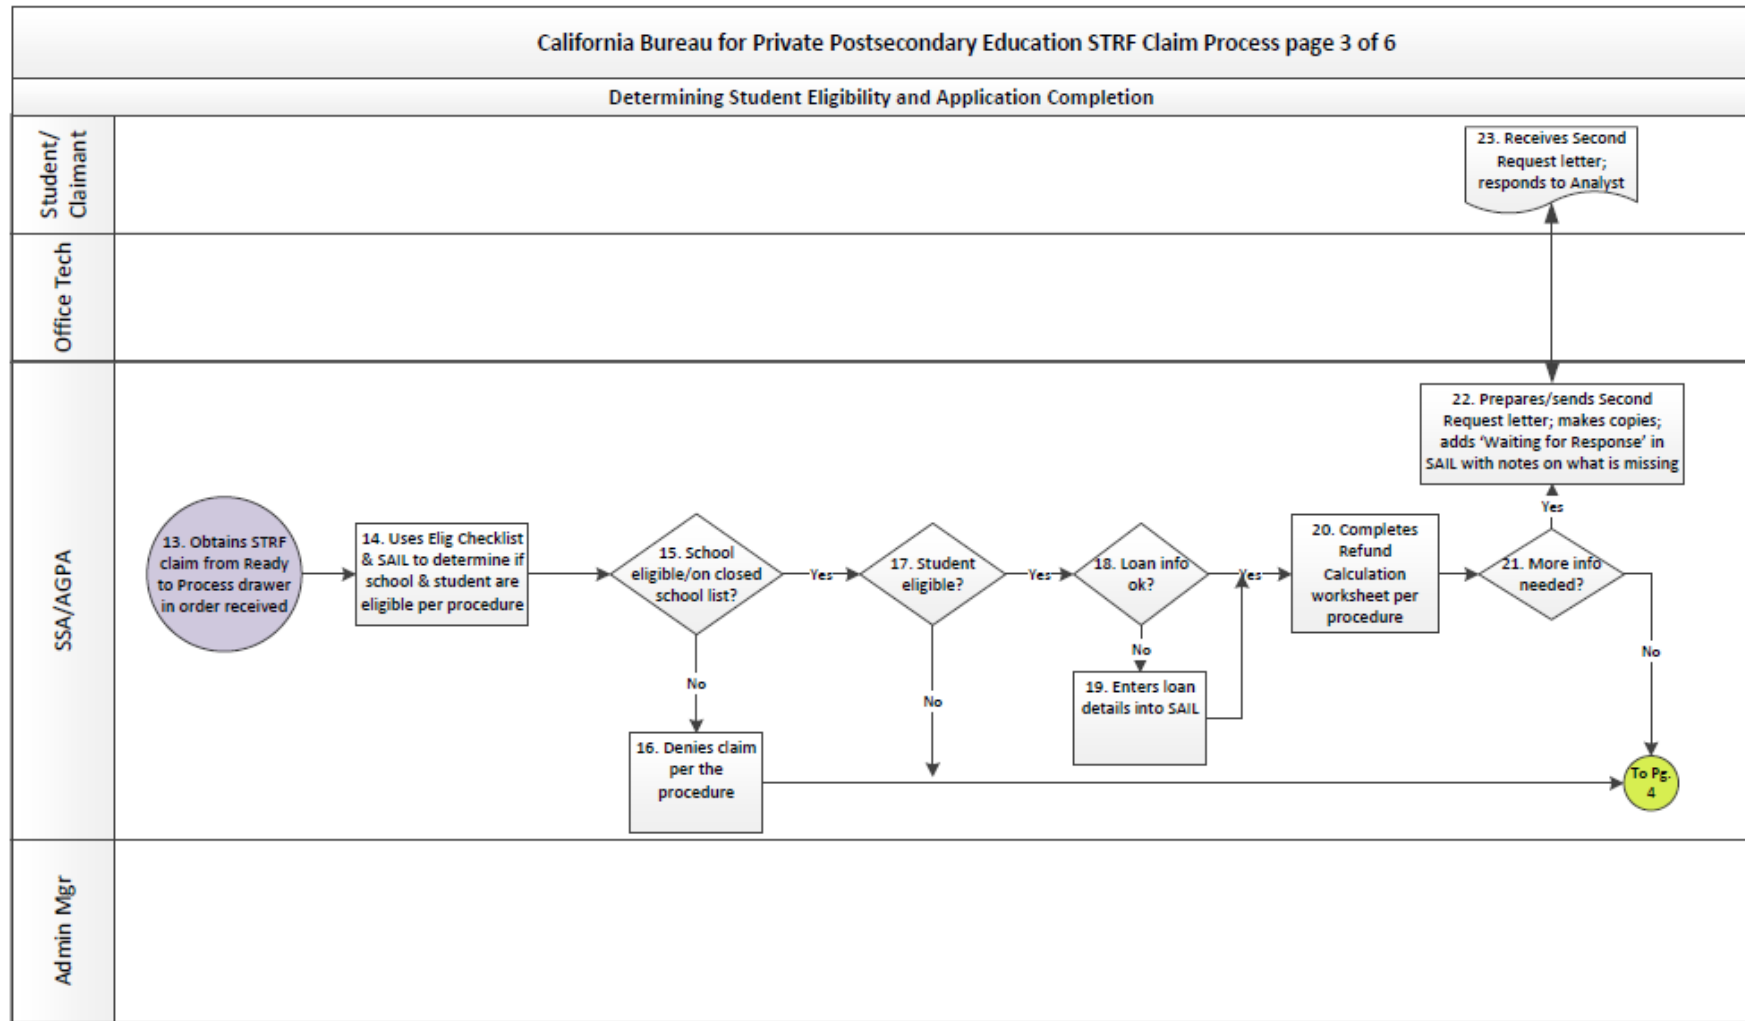 California Bureau for Private Postsecondary Education STRF Claim Process page 3 of 6
Determining Student Eligibility and Application Completion
Student/
Claimant
23. Receives Second
Request letter;
responds to Analyst
Office Tech
SSA/AGPA
13. Obtains STRF
claim from Ready
to Process drawer
in order received
14. Uses Elig Checklist
& SAIL to determine if
school & student are
eligible per procedure
15. School
eligible/on closed
school list?
Yes
No
16. Denies claim
per the
procedure
17. Student
eligible?
Yes
No
18. Loan info
ok?
Yes
No
19. Enters loan
details into SAIL
20. Completes
Refund
Calculation
worksheet per
procedure
21. More info
needed?
Yes
No
22. Prepares/sends Second
Request letter; makes copies;
adds ‘Waiting for Response’ in
SAIL with notes on what is missing
To Pg.
4
Admin Mgr